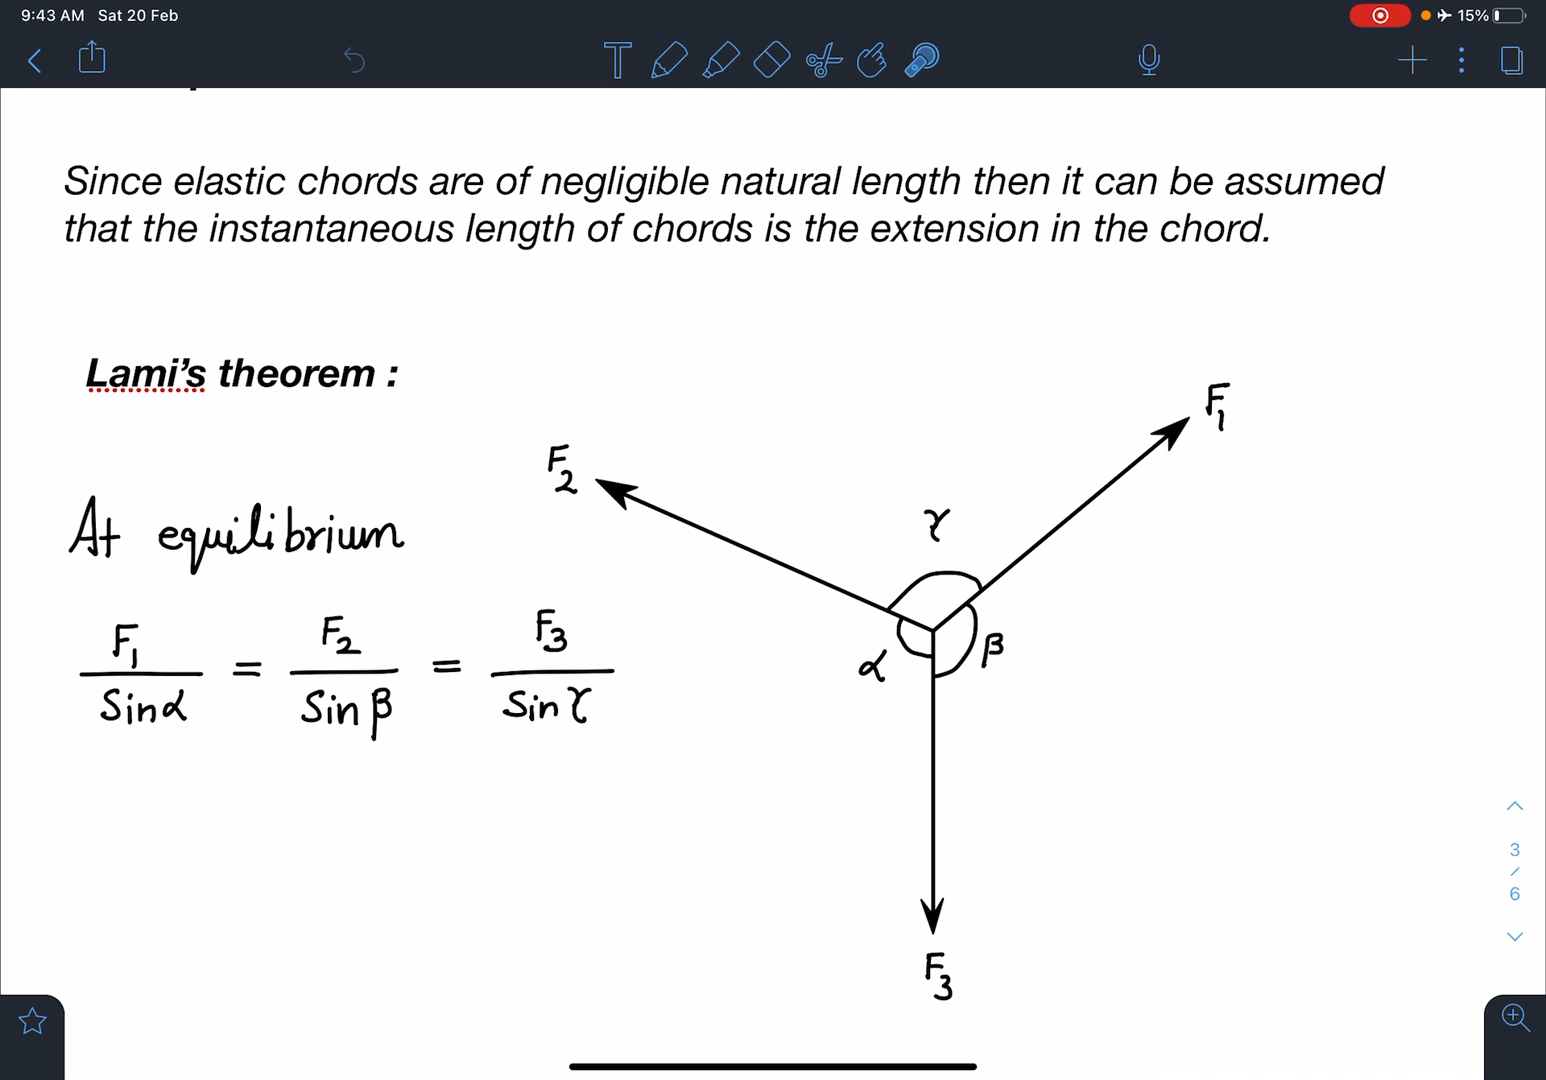 9:43 AM Sat 20 Feb
15%
Since elastic chords are of negligible natural length then it can be assumed
that the instantaneous length of chords is the extension in the chord.
Lami's theorem :
F1
F2
γ
At equilibrium
F1/Sinα = F2/Sinβ = F3/Sinγ
α
β
3
/
6
F3